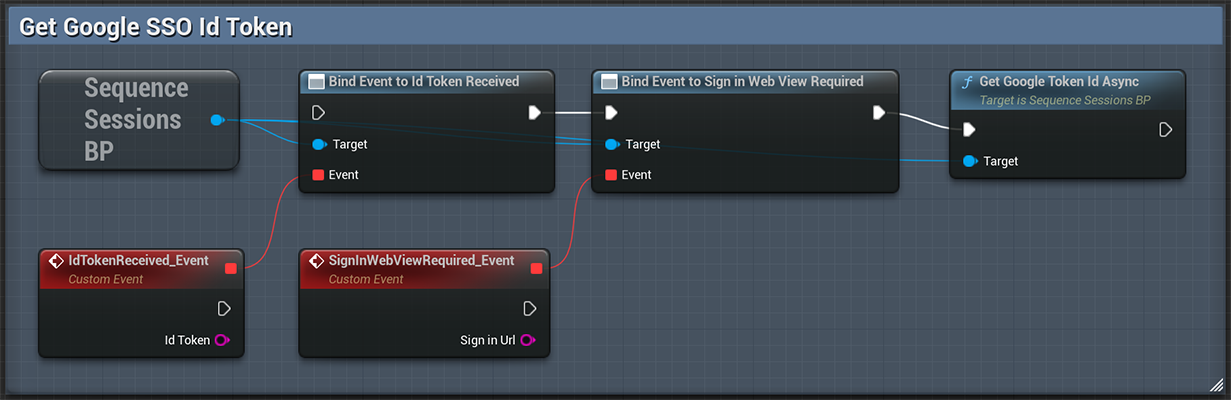 Get Google SSO Id Token
Sequence
Sessions
BP
Bind Event to Id Token Received
Target
Event
Bind Event to Sign in Web View Required
Target
Event
Get Google Token Id Async
Target is Sequence Sessions BP
Target
IdTokenReceived_Event
Custom Event
Id Token
SignInWebViewRequired_Event
Custom Event
Sign in Url